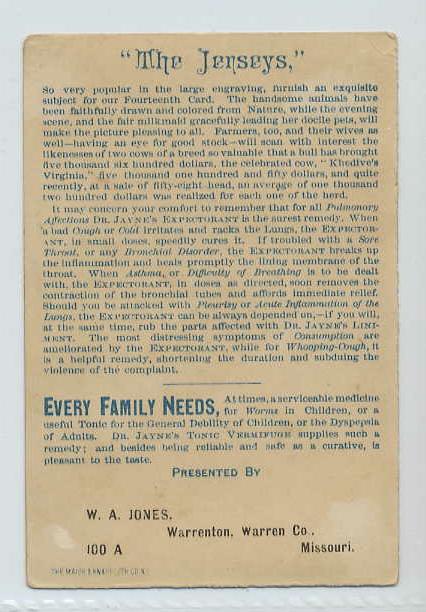 "The Jerseys,"
So very popular in the large engraving, furnish an exquisite
subject for our Fourteenth Card. The handsome animals have
been faithfully drawn and colored from Nature, while the evening
scene, and the fair milkmaid gracefully leading her docile pets, will
make the picture pleasing to all. Farmers, too, and their wives as
well—having an eye for good stock—will scan with interest the
likenesses of two cows of a breed so valuable that a bull has brought
five thousand six hundred dollars, the celebrated cow, "Khedive's
Virginia," five thousand one hundred and fifty dollars, and quite
recently, at a sale of fifty-eight head, an average of one thousand
two hundred dollars was realized for each one of the herd.
It may concern your comfort to remember that for all Pulmonary
Affections DR. JAYNE'S EXPECTORANT is the surest remedy. When
a bad Cough or Cold irritates and racks the Lungs, the EXPECTOR-
ANT, in small doses, speedily cures it. If troubled with a Sore
Throat, or any Bronchial Disorder, the EXPECTORANT breaks up
the inflammation and heals promptly the lining membrane of the
throat. When Asthma, or Difficulty of Breathing is to be dealt
with, the EXPECTORANT, in doses as directed, soon removes the
contraction of the bronchial tubes and affords immediate relief.
Should you be attacked with Pleurisy or Acute Inflammation of the
Lungs, the EXPECTORANT can be always depended on,—if you will,
at the same time, rub the parts affected with DR. JAYNE'S LINI-
MENT. The most distressing symptoms of Consumption are
ameliorated by the EXPECTORANT, while for Whooping-Cough, it
is a helpful remedy, shortening the duration and subduing the
violence of the complaint.
EVERY FAMILY NEEDS, At times, a serviceable medicine
for Worms in Children, or a
useful Tonic for the General Debility of Children, or the Dyspepsia
of Adults. DR. JAYNE'S TONIC VERMIFUGE supplies such a
remedy; and besides being reliable and safe as a curative, is
pleasant to the taste.
PRESENTED BY
W. A. JONES,
Warrenton, Warren Co.,
100 A Missouri.
THE MAJOR & KNAPP LITH. CO. N.